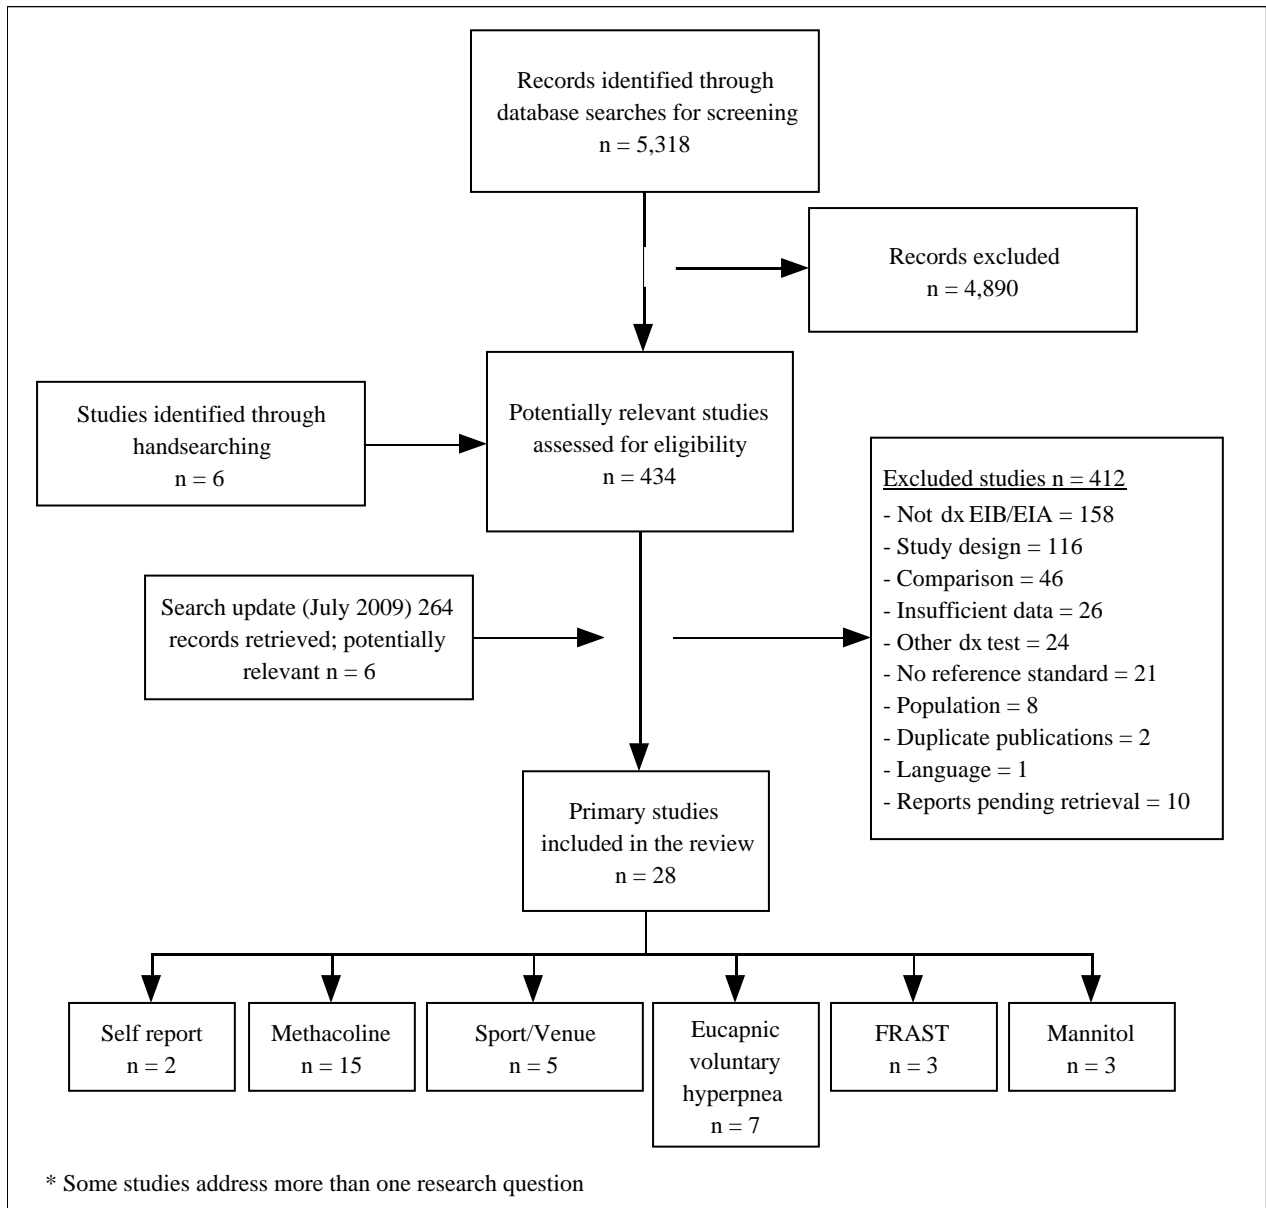 Records identified through
database searches for screening
n = 5,318
Records excluded
n = 4,890
Studies identified through
handsearching
n = 6
Potentially relevant studies
assessed for eligibility
n = 434
Excluded studies n = 412
- Not dx EIB/EIA = 158
- Study design = 116
- Comparison = 46
- Insufficient data = 26
- Other dx test = 24
- No reference standard = 21
- Population = 8
- Duplicate publications = 2
- Language = 1
- Reports pending retrieval = 10
Search update (July 2009) 264
records retrieved; potentially
relevant n = 6
Primary studies
included in the review
n = 28
Self report
n = 2
Methacoline
n = 15
Sport/Venue
n = 5
Eucapnic
voluntary
hyperpnea
n = 7
FRAST
n = 3
Mannitol
n = 3
* Some studies address more than one research question